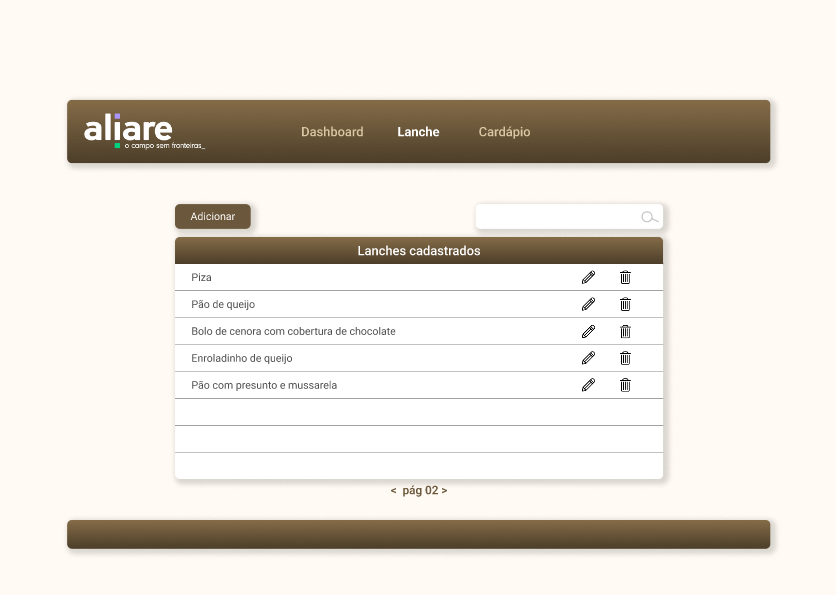 aliare
o campo sem fronteiras_
Dashboard Lanche Cardápio
Adicionar
Lanches cadastrados
Piza
Pão de queijo
Bolo de cenora com cobertura de chocolate
Enroladinho de queijo
Pão com presunto e mussarela
< pág 02 >